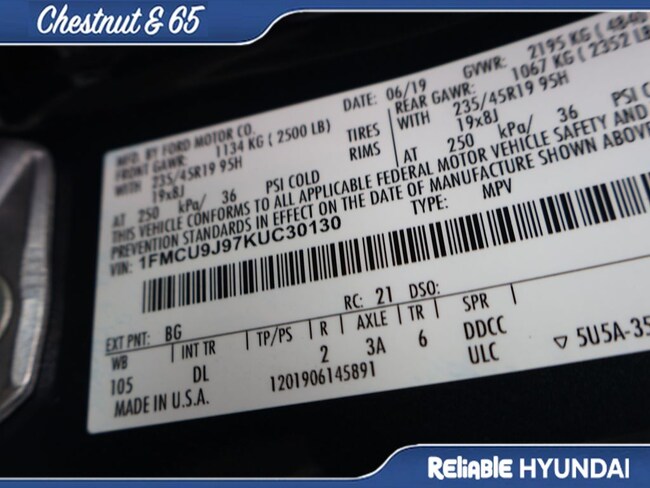 Chestnut & 65
MFD. BY FORD MOTOR CO. DATE: 06/19 GVWR: 2195 KG ( 4840
FRONT GAWR: 1134 KG ( 2500 LB) REAR GAWR: 1067 KG ( 2352 LB
WITH 235/45R19 95H TIRES WITH 235/45R19 95H
19x8J RIMS 19x8J
AT 250 kPa/ 36 PSI COLD AT 250 kPa/ 36 PSI CO
THIS VEHICLE CONFORMS TO ALL APPLICABLE FEDERAL MOTOR VEHICLE SAFETY AND
PREVENTION STANDARDS IN EFFECT ON THE DATE OF MANUFACTURE SHOWN ABOVE
VIN: 1FMCU9J97KUC30130 TYPE: MPV
RC: 21 DSO:
EXT PNT: BG
WB INT TR TP/PS R AXLE TR SPR
105 DL 2 3A 6 DDCC
ULC
5U5A-35
MADE IN U.S.A. 1201906145891
Reliable HYUNDAI